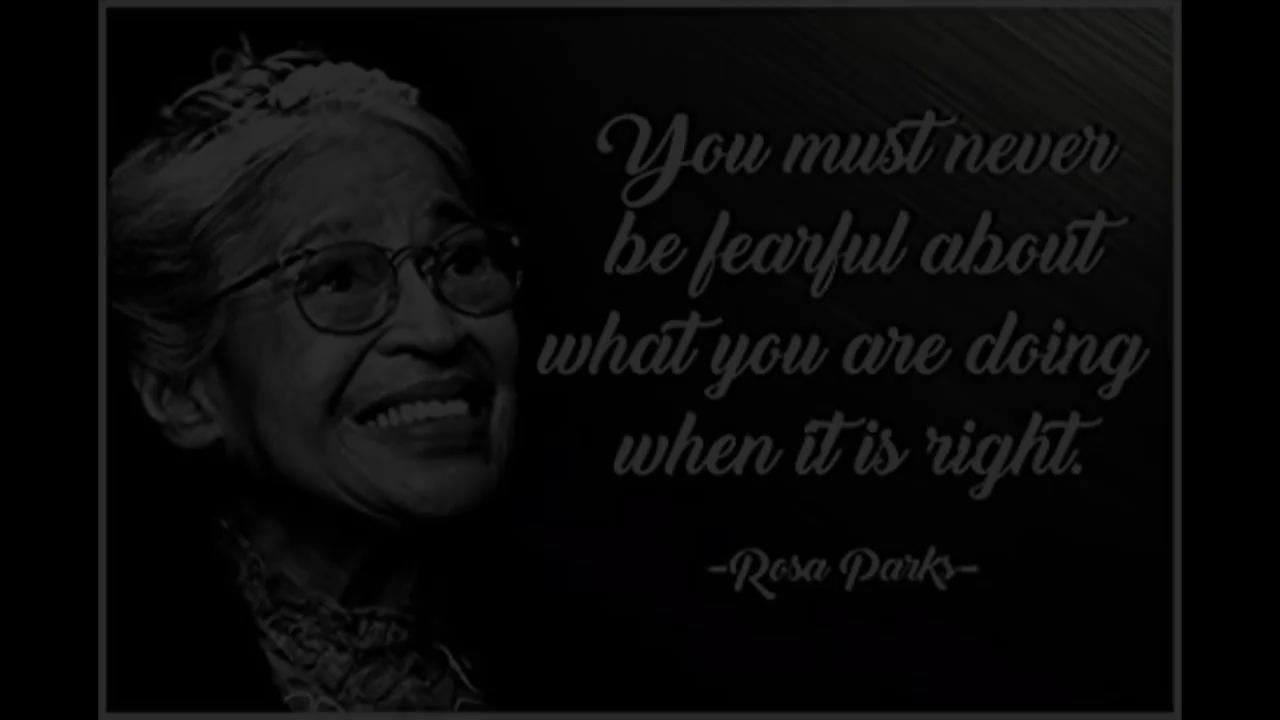 You must never
be fearful about
what you are doing
when it is right.
-Rosa Parks-